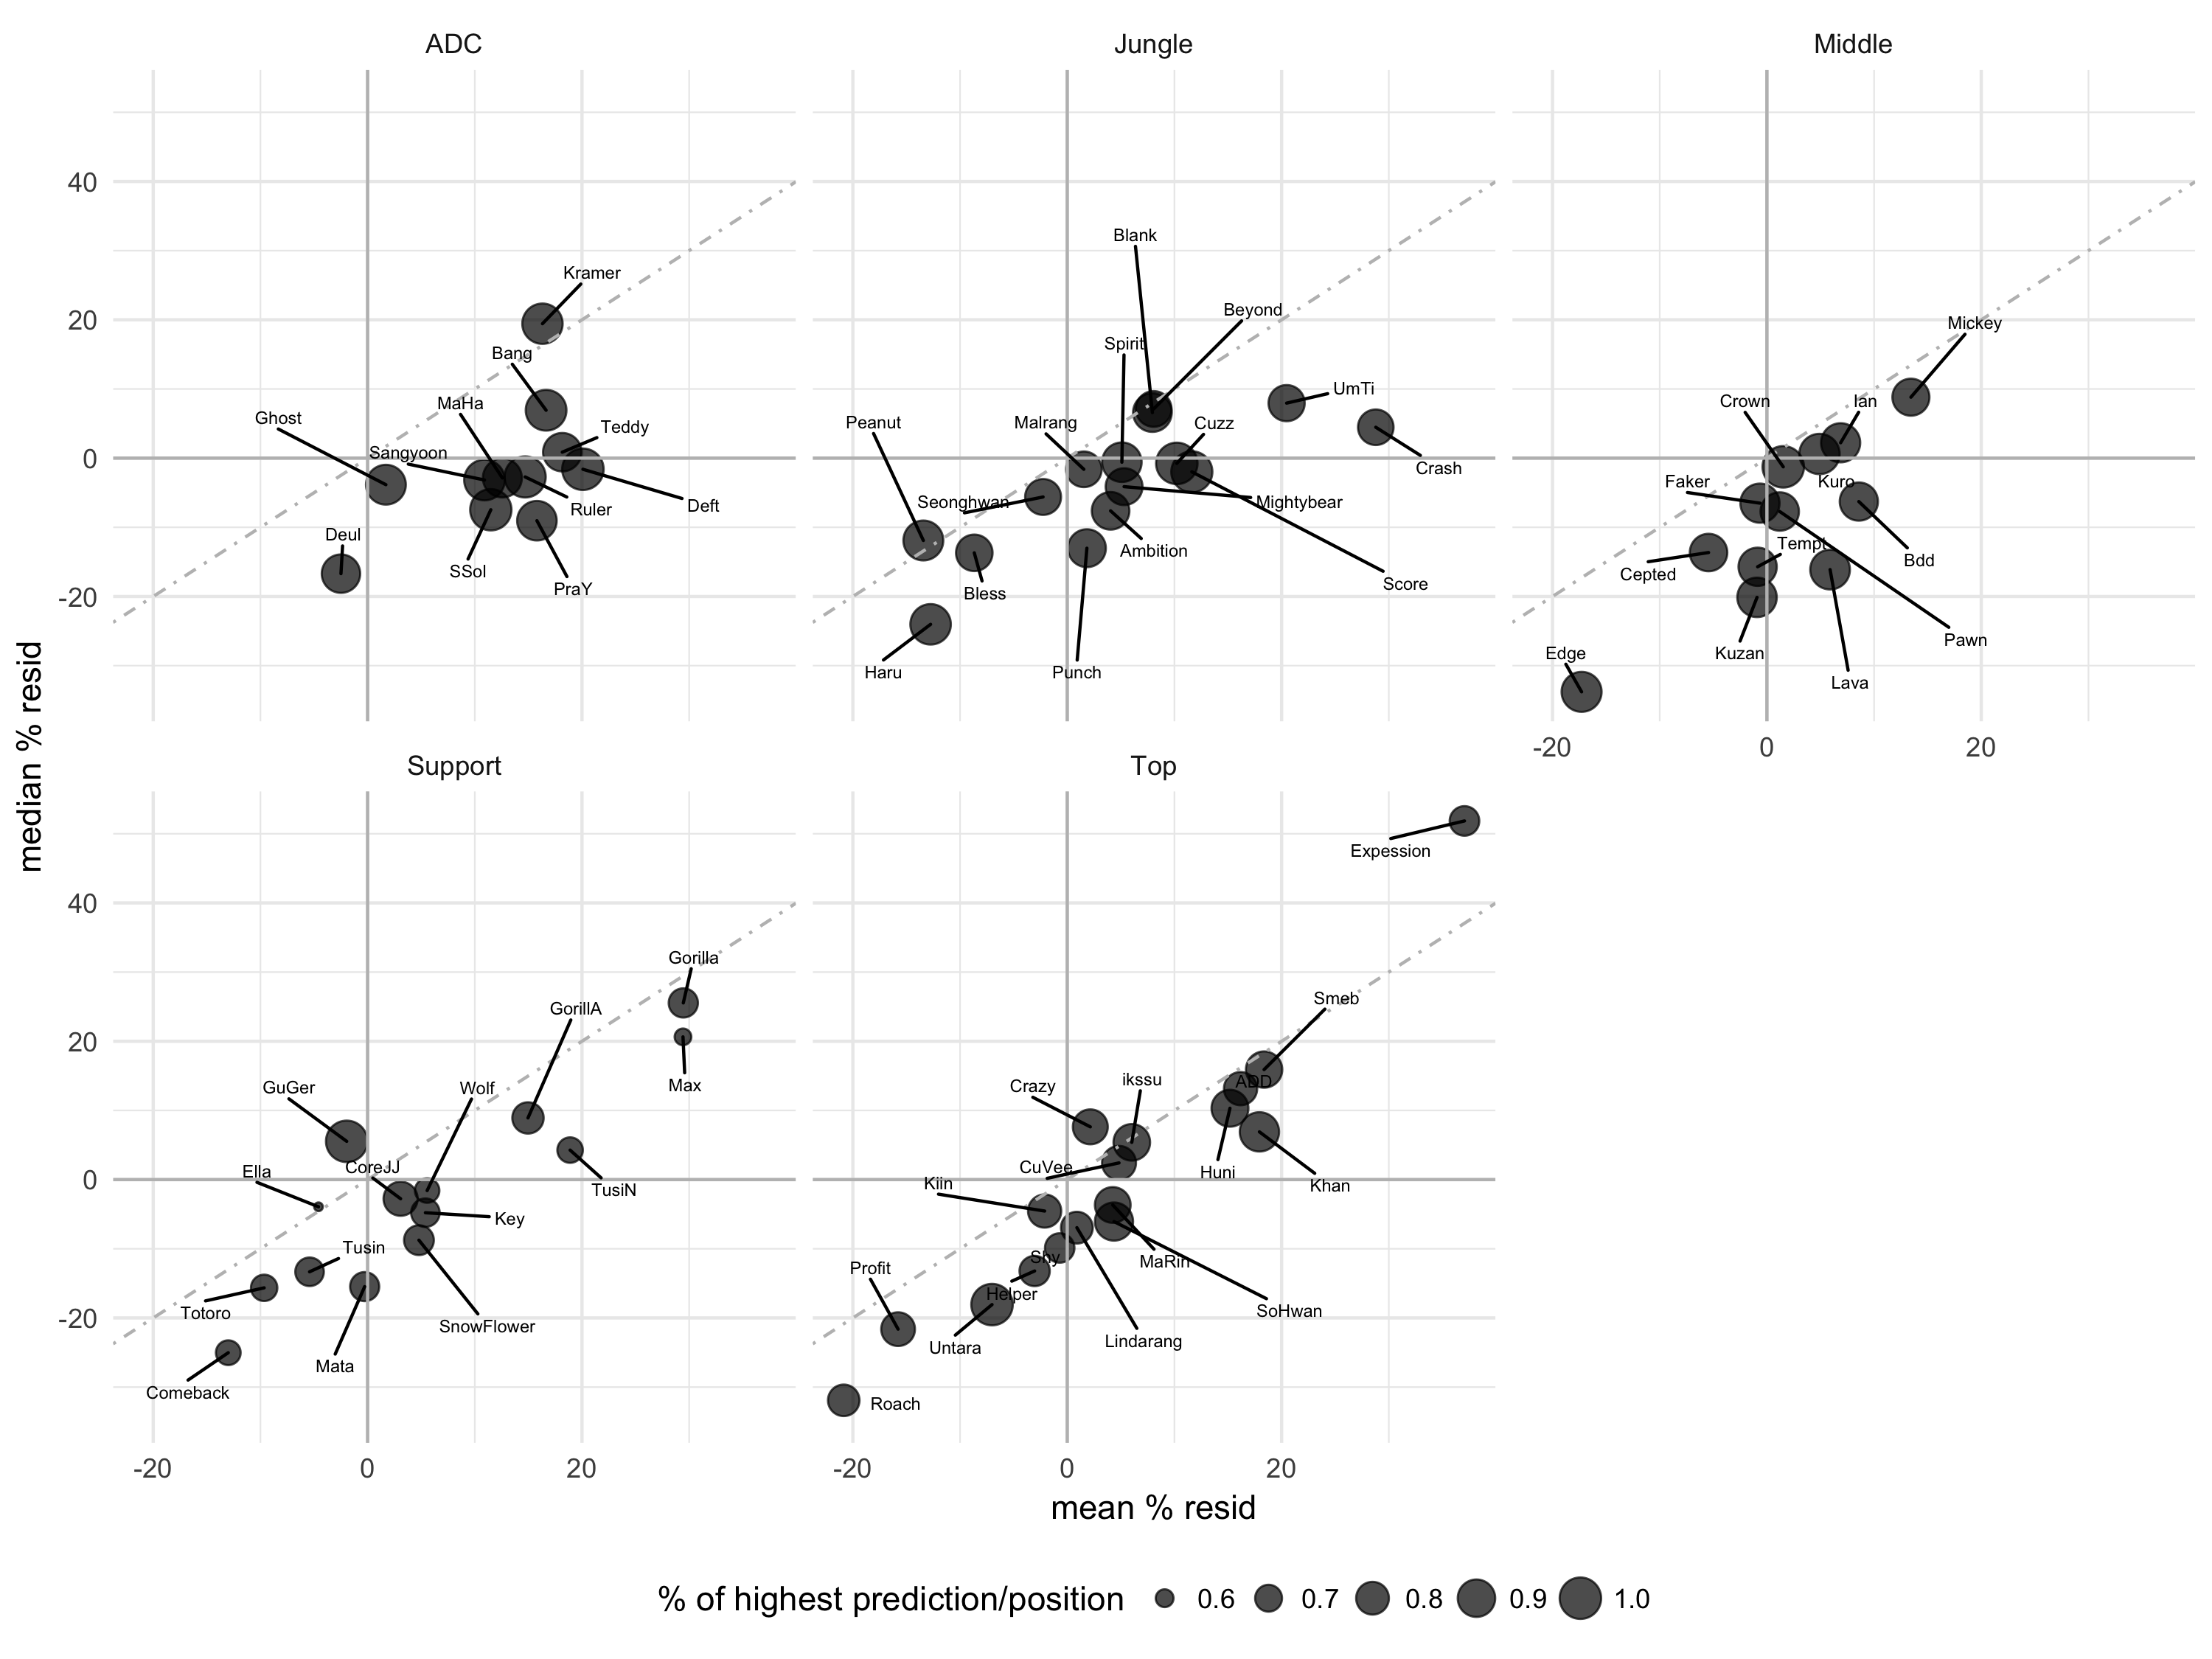 ADC
Jungle
Middle
median % resid
40
20
0
-20
Kramer
Bang
MaHa
Ghost
Teddy
Sangyoon
Ruler
Deft
Deul
SSol
PraY
Blank
Beyond
Spirit
UmTi
Peanut
Malrang
Cuzz
Crash
Seonghwan
Mightybear
Ambition
Score
Bless
Haru
Punch
Mickey
Crown
Ian
Faker
Kuro
Tempt
Bdd
Cepted
Pawn
Kuzan
Edge
Lava
-20
0
20
Support
Top
40
20
0
-20
Gorilla
GorillA
Max
GuGer
Wolf
CoreJJ
Ella
TusiN
Key
Tusin
Totoro
SnowFlower
Mata
Comeback
Expession
Smeb
ADD
Crazy
ikssu
CuVee
Huni
Khan
Kiin
Shy
MaRin
Profit
Helper
SoHwan
Untara
Lindarang
Roach
-20
0
20
-20
0
20
mean % resid
% of highest prediction/position 0.6 0.7 0.8 0.9 1.0